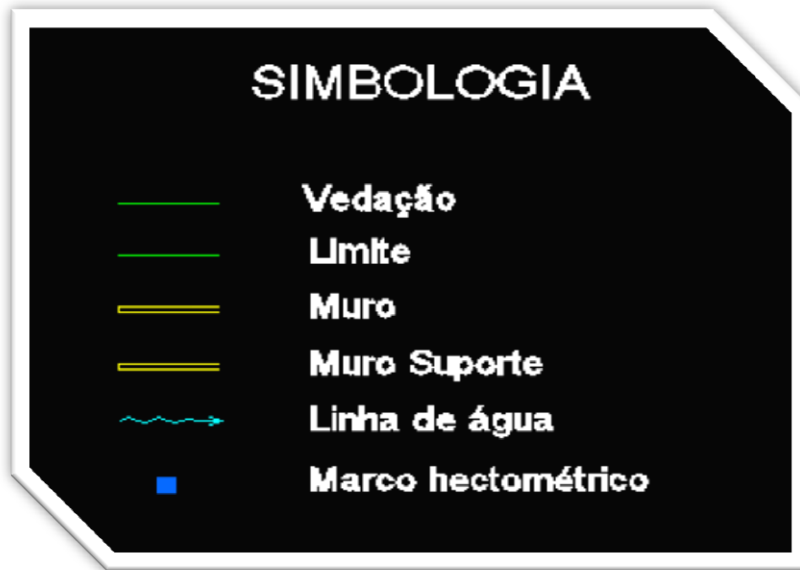 SIMBOLOGIA
Vedação
Limite
Muro
Muro Suporte
Linha de água
Marco hectométrico